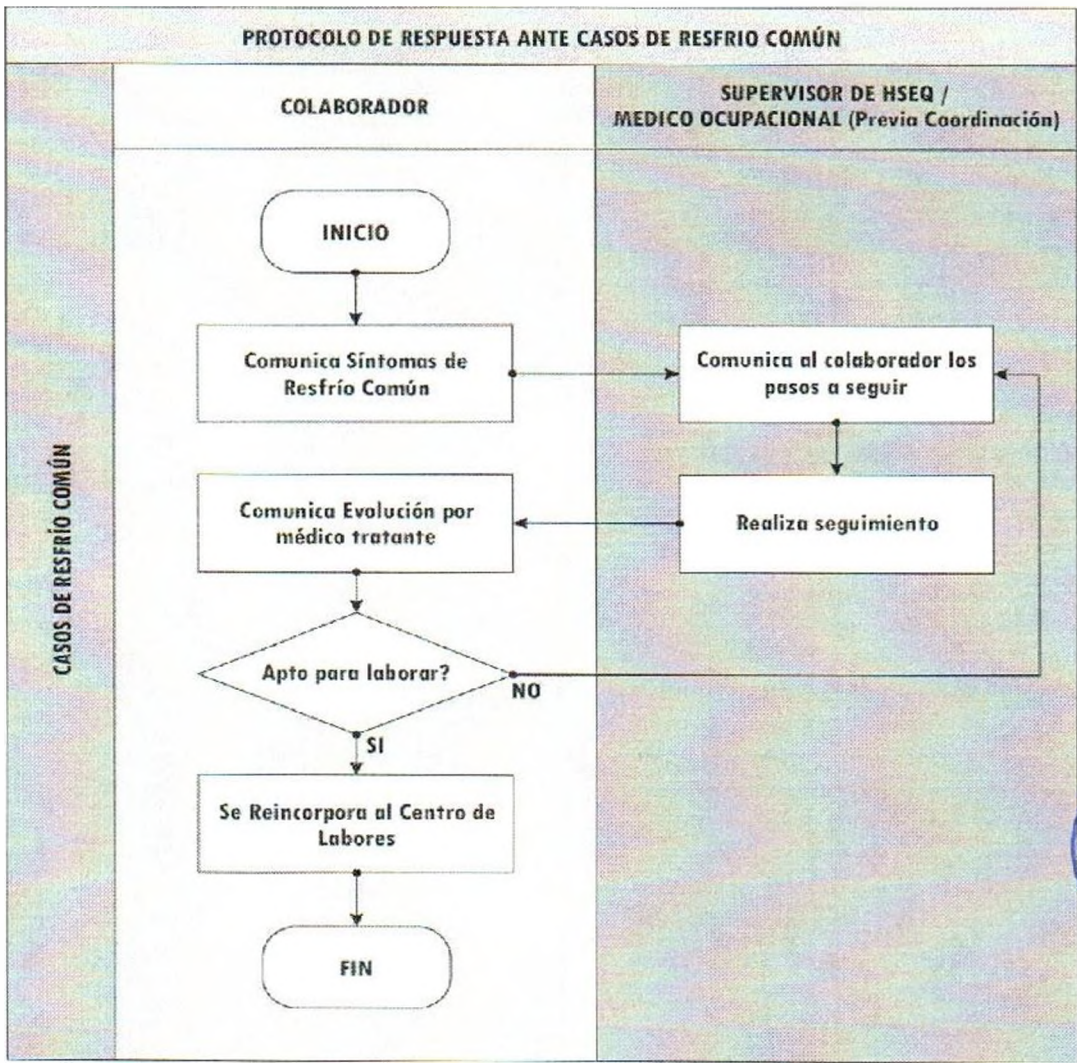 PROTOCOLO DE RESPUESTA ANTE CASOS DE RESFRIO COMÚN
COLABORADOR
SUPERVISOR DE HSEQ /
MEDICO OCUPACIONAL (Previa Coordinación)
CASOS DE RESFRÍO COMÚN
INICIO
Comunica Síntomas de
Resfrío Común
Comunica al colaborador los
pasos a seguir
Comunica Evolución por
médico tratante
Realiza seguimiento
Apto para laborar?
NO
SI
Se Reincorpora al Centro de
Labores
FIN